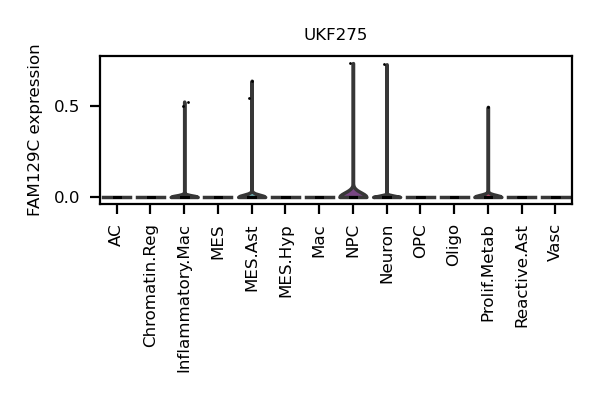 UKF275
FAM129C expression
0.5
0.0
AC
Chromatin.Reg
Inflammatory.Mac
MES
MES.Ast
MES.Hyp
Mac
NPC
Neuron
OPC
Oligo
Prolif.Metab
Reactive.Ast
Vasc